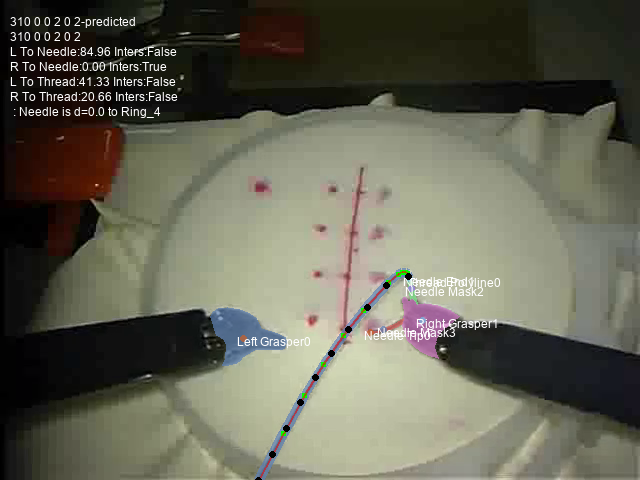 310 0 0 2 0 2-predicted
310 0 0 2 0 2
L To Needle:84.96 Inters:False
R To Needle:0.00 Inters:True
L To Thread:41.33 Inters:False
R To Thread:20.66 Inters:False
: Needle is d=0.0 to Ring_4
Polyline0
Needle Mask2
Right Grasper1
Needle Mask3
Left Grasper0